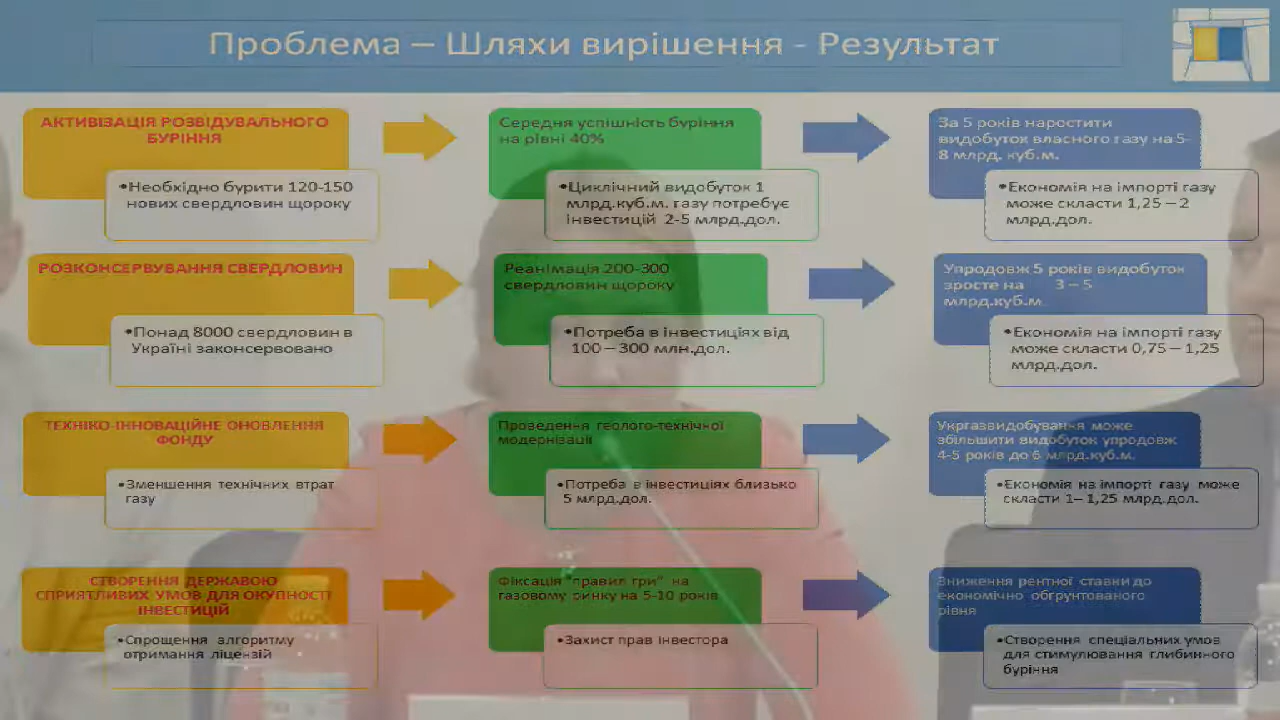 Проблема – Шляхи вирішення - Результат
АКТИВІЗАЦІЯ РОЗВІДУВАЛЬНОГО
БУРІННЯ
•Необхідно бурити 120-150
нових свердловин щороку
Середня успішність буріння
на рівні 40%
•Циклічний видобуток 1
млрд.куб.м. газу потребує
інвестицій 2-5 млрд.дол.
За 5 років наростити
видобуток власного газу на 5-
8 млрд. куб.м.
•Економія на імпорті газу
може скласти 1,25 – 2
млрд.дол.
РОЗКОНСЕРВУВАННЯ СВЕРДЛОВИН
•Понад 8000 свердловин в
Україні законсервовано
Реанімація 200-300
свердловин щороку
•Потреба в інвестиціях від
100 – 300 млн.дол.
Упродовж 5 років видобуток
зросте на 3 – 5
млрд.куб.м
•Економія на імпорті газу
може скласти 0,75 – 1,25
млрд.дол.
ТЕХНІКО-ІННОВАЦІЙНЕ ОНОВЛЕННЯ
ФОНДУ
•Зменшення технічних втрат
газу
Проведення геолого-технічної
модернізації
•Потреба в інвестиціях близько
5 млрд.дол.
Укргазвидобування може
збільшити видобуток упродовж
4-5 років до 6 млрд.куб.м.
•Економія на імпорті газу може
скласти 1– 1,25 млрд.дол.
СТВОРЕННЯ ДЕРЖАВОЮ
СПРИЯТЛИВИХ УМОВ ДЛЯ ОКУПНОСТІ
ІНВЕСТИЦІЙ
•Спрощення алгоритму
отримання ліцензій
Фіксація "правил гри" на
газовому ринку на 5-10 років
•Захист прав інвестора
Зниження рентної ставки до
економічно обгрунтованого
рівня
•Створення спеціальних умов
для стимулювання глибинного
буріння